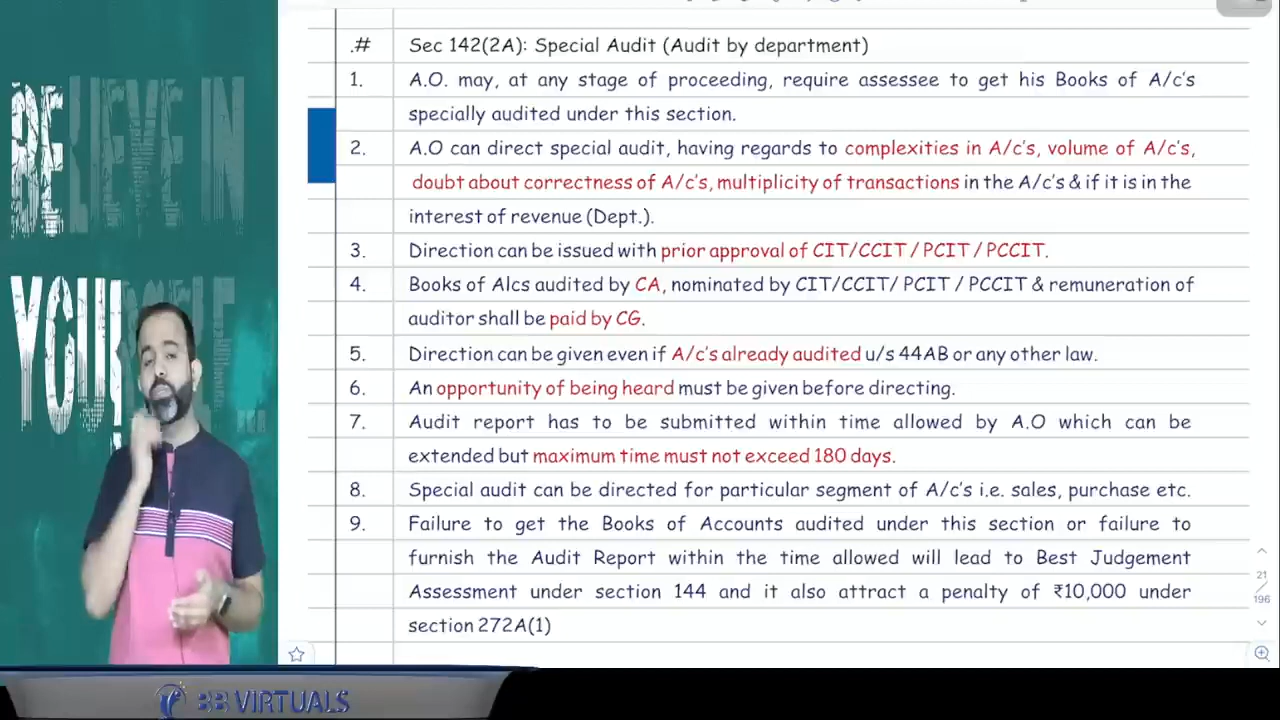 BELIEVE IN
YOU!
.# Sec 142(2A): Special Audit (Audit by department)
1. A.O. may, at any stage of proceeding, require assessee to get his Books of A/c's
specially audited under this section.
2. A.O can direct special audit, having regards to complexities in A/c's, volume of A/c's,
doubt about correctness of A/c's, multiplicity of transactions in the A/c's & if it is in the
interest of revenue (Dept.).
3. Direction can be issued with prior approval of CIT/CCIT / PCIT / PCCIT.
4. Books of AIcs audited by CA, nominated by CIT/CCIT/ PCIT / PCCIT & remuneration of
auditor shall be paid by CG.
5. Direction can be given even if A/c's already audited u/s 44AB or any other law.
6. An opportunity of being heard must be given before directing.
7. Audit report has to be submitted within time allowed by A.O which can be
extended but maximum time must not exceed 180 days.
8. Special audit can be directed for particular segment of A/c's i.e. sales, purchase etc.
9. Failure to get the Books of Accounts audited under this section or failure to
furnish the Audit Report within the time allowed will lead to Best Judgement
Assessment under section 144 and it also attract a penalty of ₹10,000 under
section 272A(1)
21
/
196
BB VIRTUALS